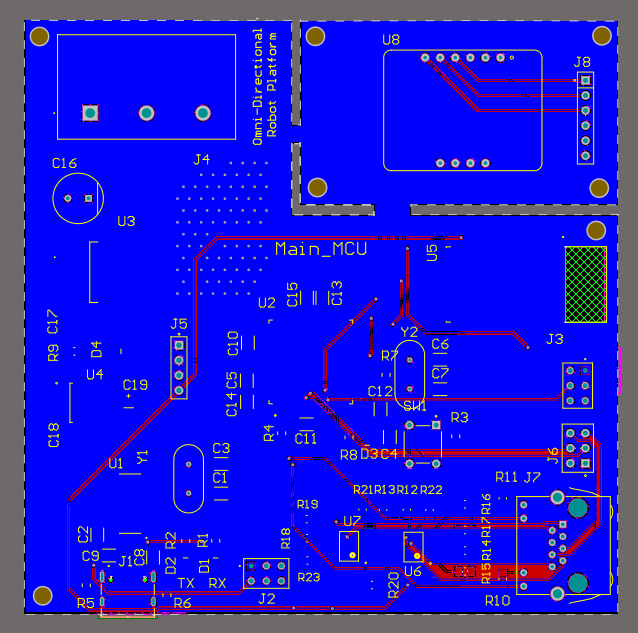 Omni-Directional
Robot Platform
U8
J8
J4
C16
U3
Main_MCU
U5
C15
C13
U2
C17
J5
Y2
J3
R9
D4
C10
C6
R7
U4
C7
C19
C5
C12
C14
SW1
R3
C18
R4
C11
R8
D3
C4
J6
Y1
C3
U1
C1
R11
J7
R21
R13
R12
R22
R16
R19
U7
R17
C2
R2
R1
R18
R14
C9
J1
C8
D2
D1
U6
R15
R23
TX
RX
R20
R5
R6
J2
R10